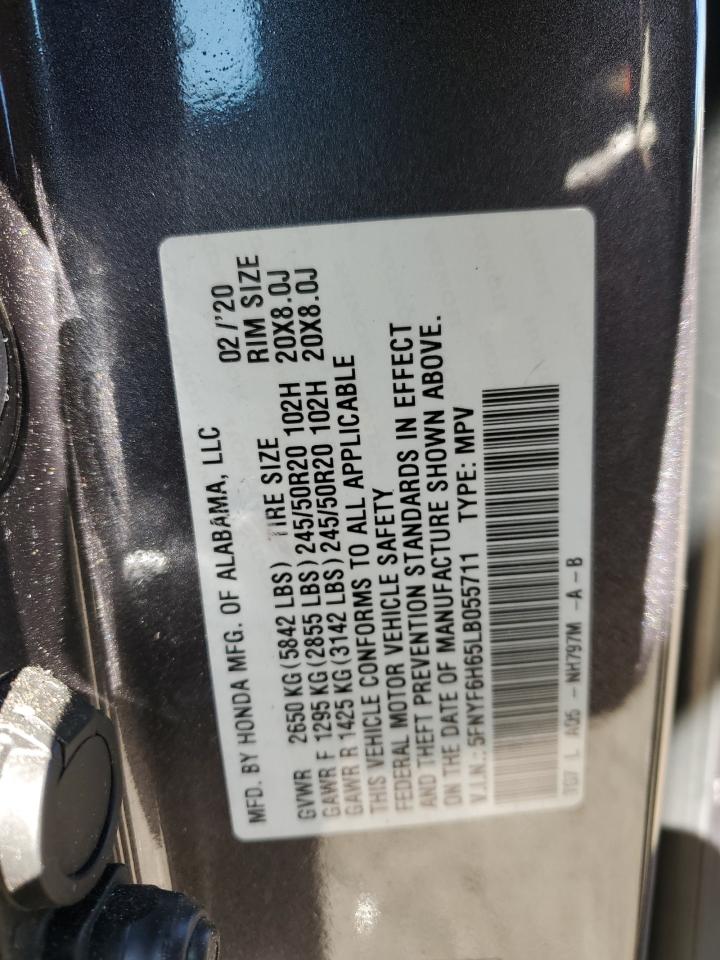 MFD. BY HONDA MFG. OF ALABAMA, LLC 02/'20
GVWR 2650 KG (5842 LBS) TIRE SIZE RIM SIZE
GAWR F 1295 KG (2855 LBS) 245/50R20 102H 20X8.0J
GAWR R 1425 KG (3142 LBS) 245/50R20 102H 20X8.0J
THIS VEHICLE CONFORMS TO ALL APPLICABLE
FEDERAL MOTOR VEHICLE SAFETY
AND THEFT PREVENTION STANDARDS IN EFFECT
ON THE DATE OF MANUFACTURE SHOWN ABOVE.
V.I.N.: 5FNYF6H65LB055711 TYPE: MPV
TG7 L A05 - NH797M -A-B